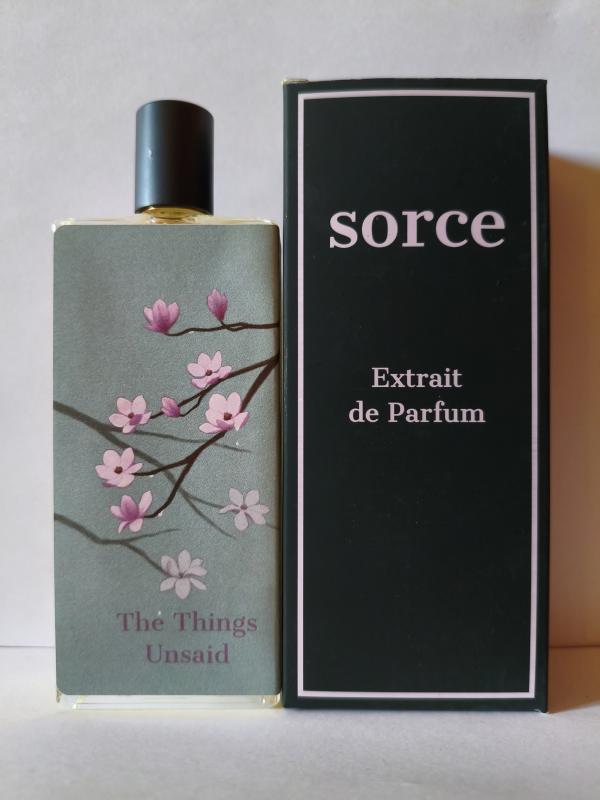 The Things
Unsaid
sorce
Extrait
de Parfum